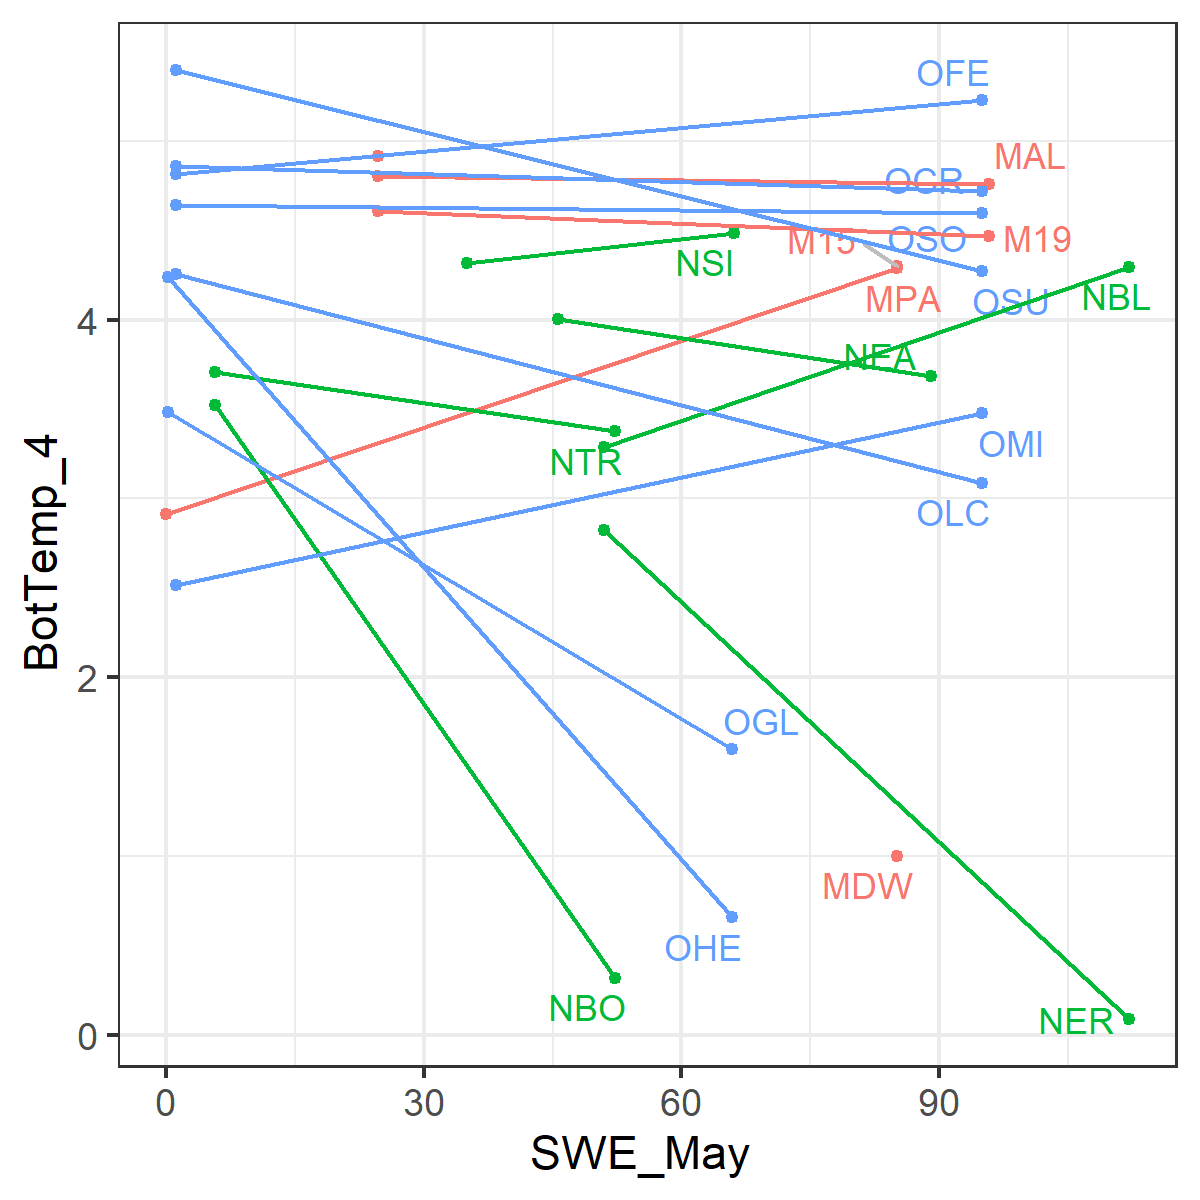 OFE
MAL
OCR
M15
OSO
M19
NSI
MPA
OSU
NBL
NFA
NTR
OMI
OLC
OGL
MDW
OHE
NBO
NER
4
2
0
0
30
60
90
SWE_May
BotTemp_4